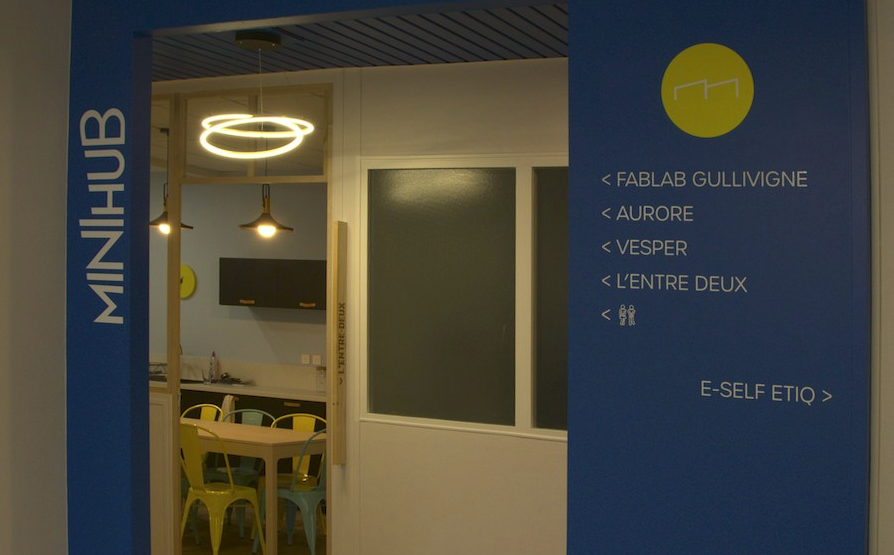 MINIHUB
> L'ENTRE-DEUX
< FABLAB GULLIVIGNE
< AURORE
< VESPER
< L'ENTRE DEUX
<
E-SELF ETIQ >